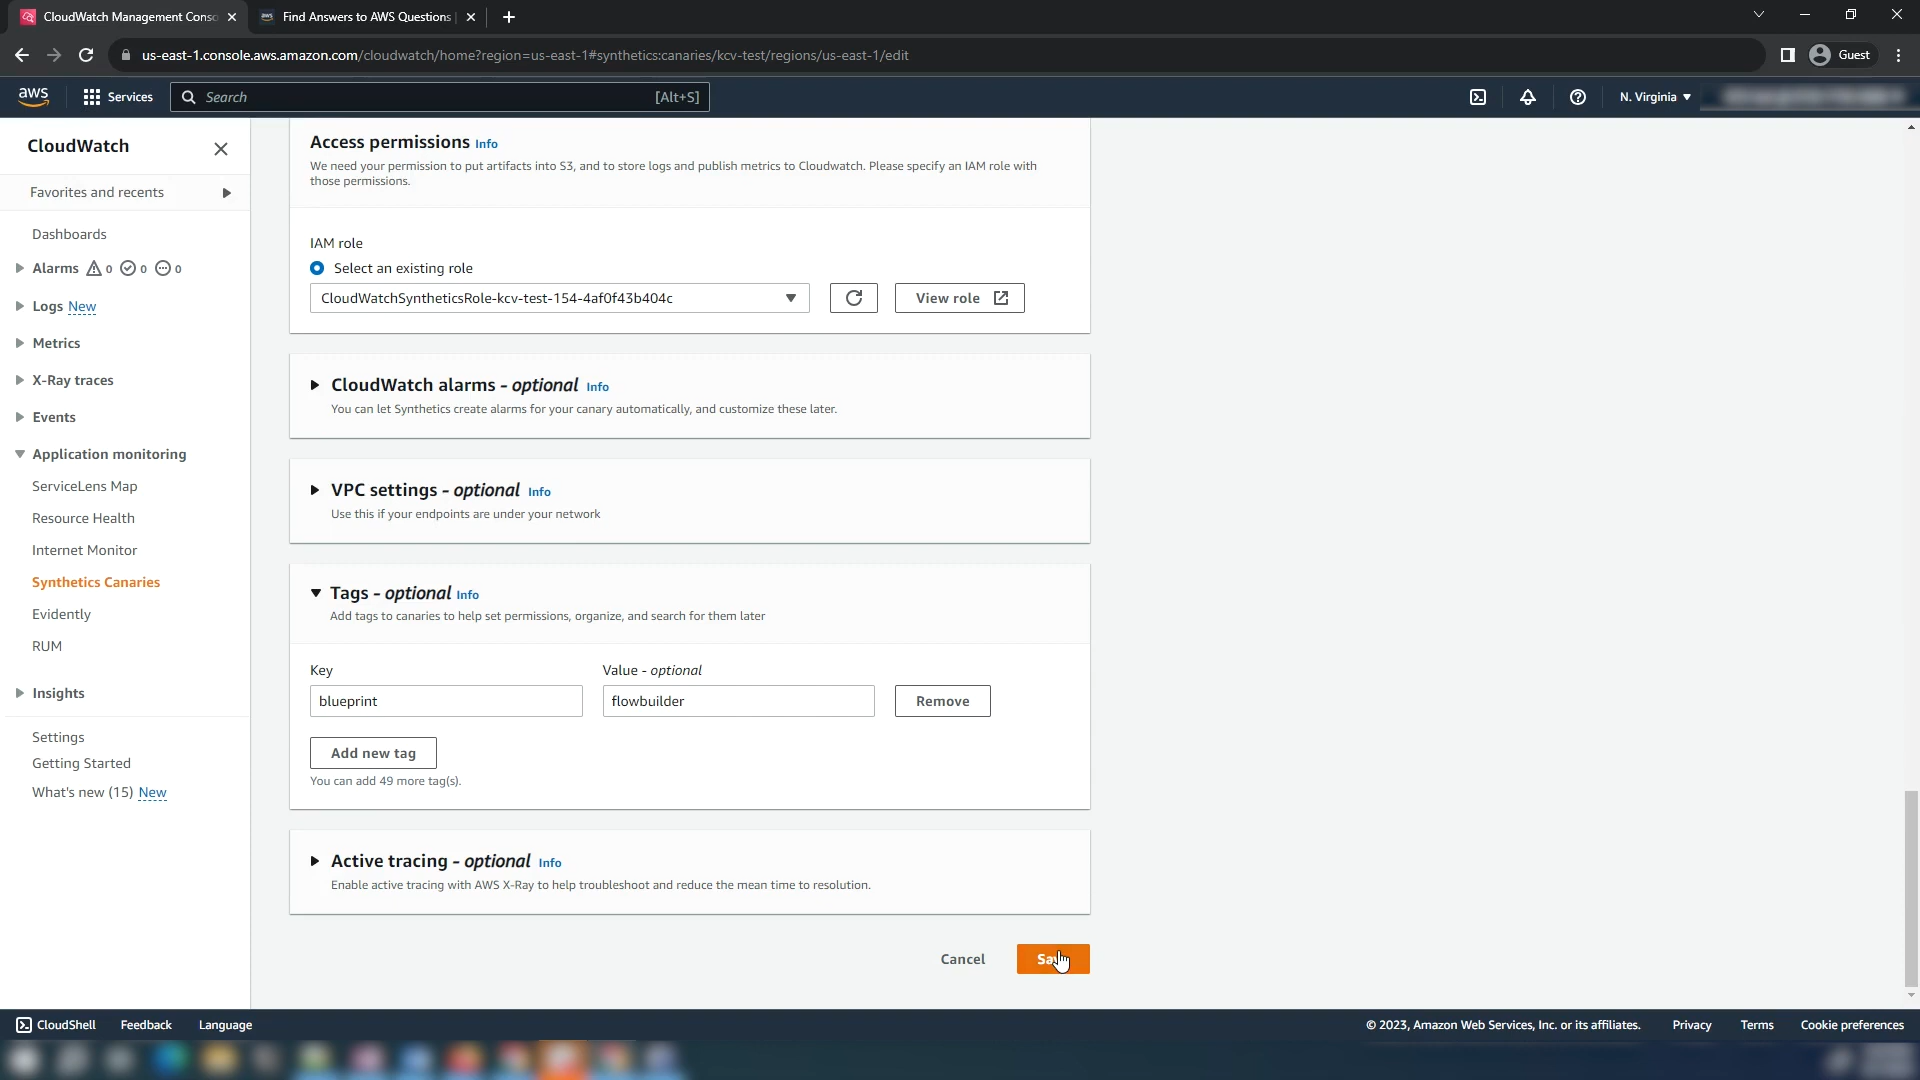 CloudWatch Management Conso
Find Answers to AWS Questions
us-east-1.console.aws.amazon.com/cloudwatch/home?region=us-east-1#synthetics:canaries/kcv-test/regions/us-east-1/edit
Guest
aws
Services
Search
[Alt+S]
N. Virginia
CloudWatch
Favorites and recents
Dashboards
Alarms 0 0 0
Logs New
Metrics
X-Ray traces
Events
Application monitoring
ServiceLens Map
Resource Health
Internet Monitor
Synthetics Canaries
Evidently
RUM
Insights
Settings
Getting Started
What's new (15) New
Access permissions Info
We need your permission to put artifacts into S3, and to store logs and publish metrics to Cloudwatch. Please specify an IAM role with
those permissions.
IAM role
Select an existing role
CloudWatchSyntheticsRole-kcv-test-154-4af0f43b404c
View role
CloudWatch alarms - optional Info
You can let Synthetics create alarms for your canary automatically, and customize these later.
VPC settings - optional Info
Use this if your endpoints are under your network
Tags - optional Info
Add tags to canaries to help set permissions, organize, and search for them later
Key
Value - optional
blueprint
flowbuilder
Remove
Add new tag
You can add 49 more tag(s).
Active tracing - optional Info
Enable active tracing with AWS X-Ray to help troubleshoot and reduce the mean time to resolution.
Cancel
CloudShell
Feedback
Language
© 2023, Amazon Web Services, Inc. or its affiliates.
Privacy
Terms
Cookie preferences